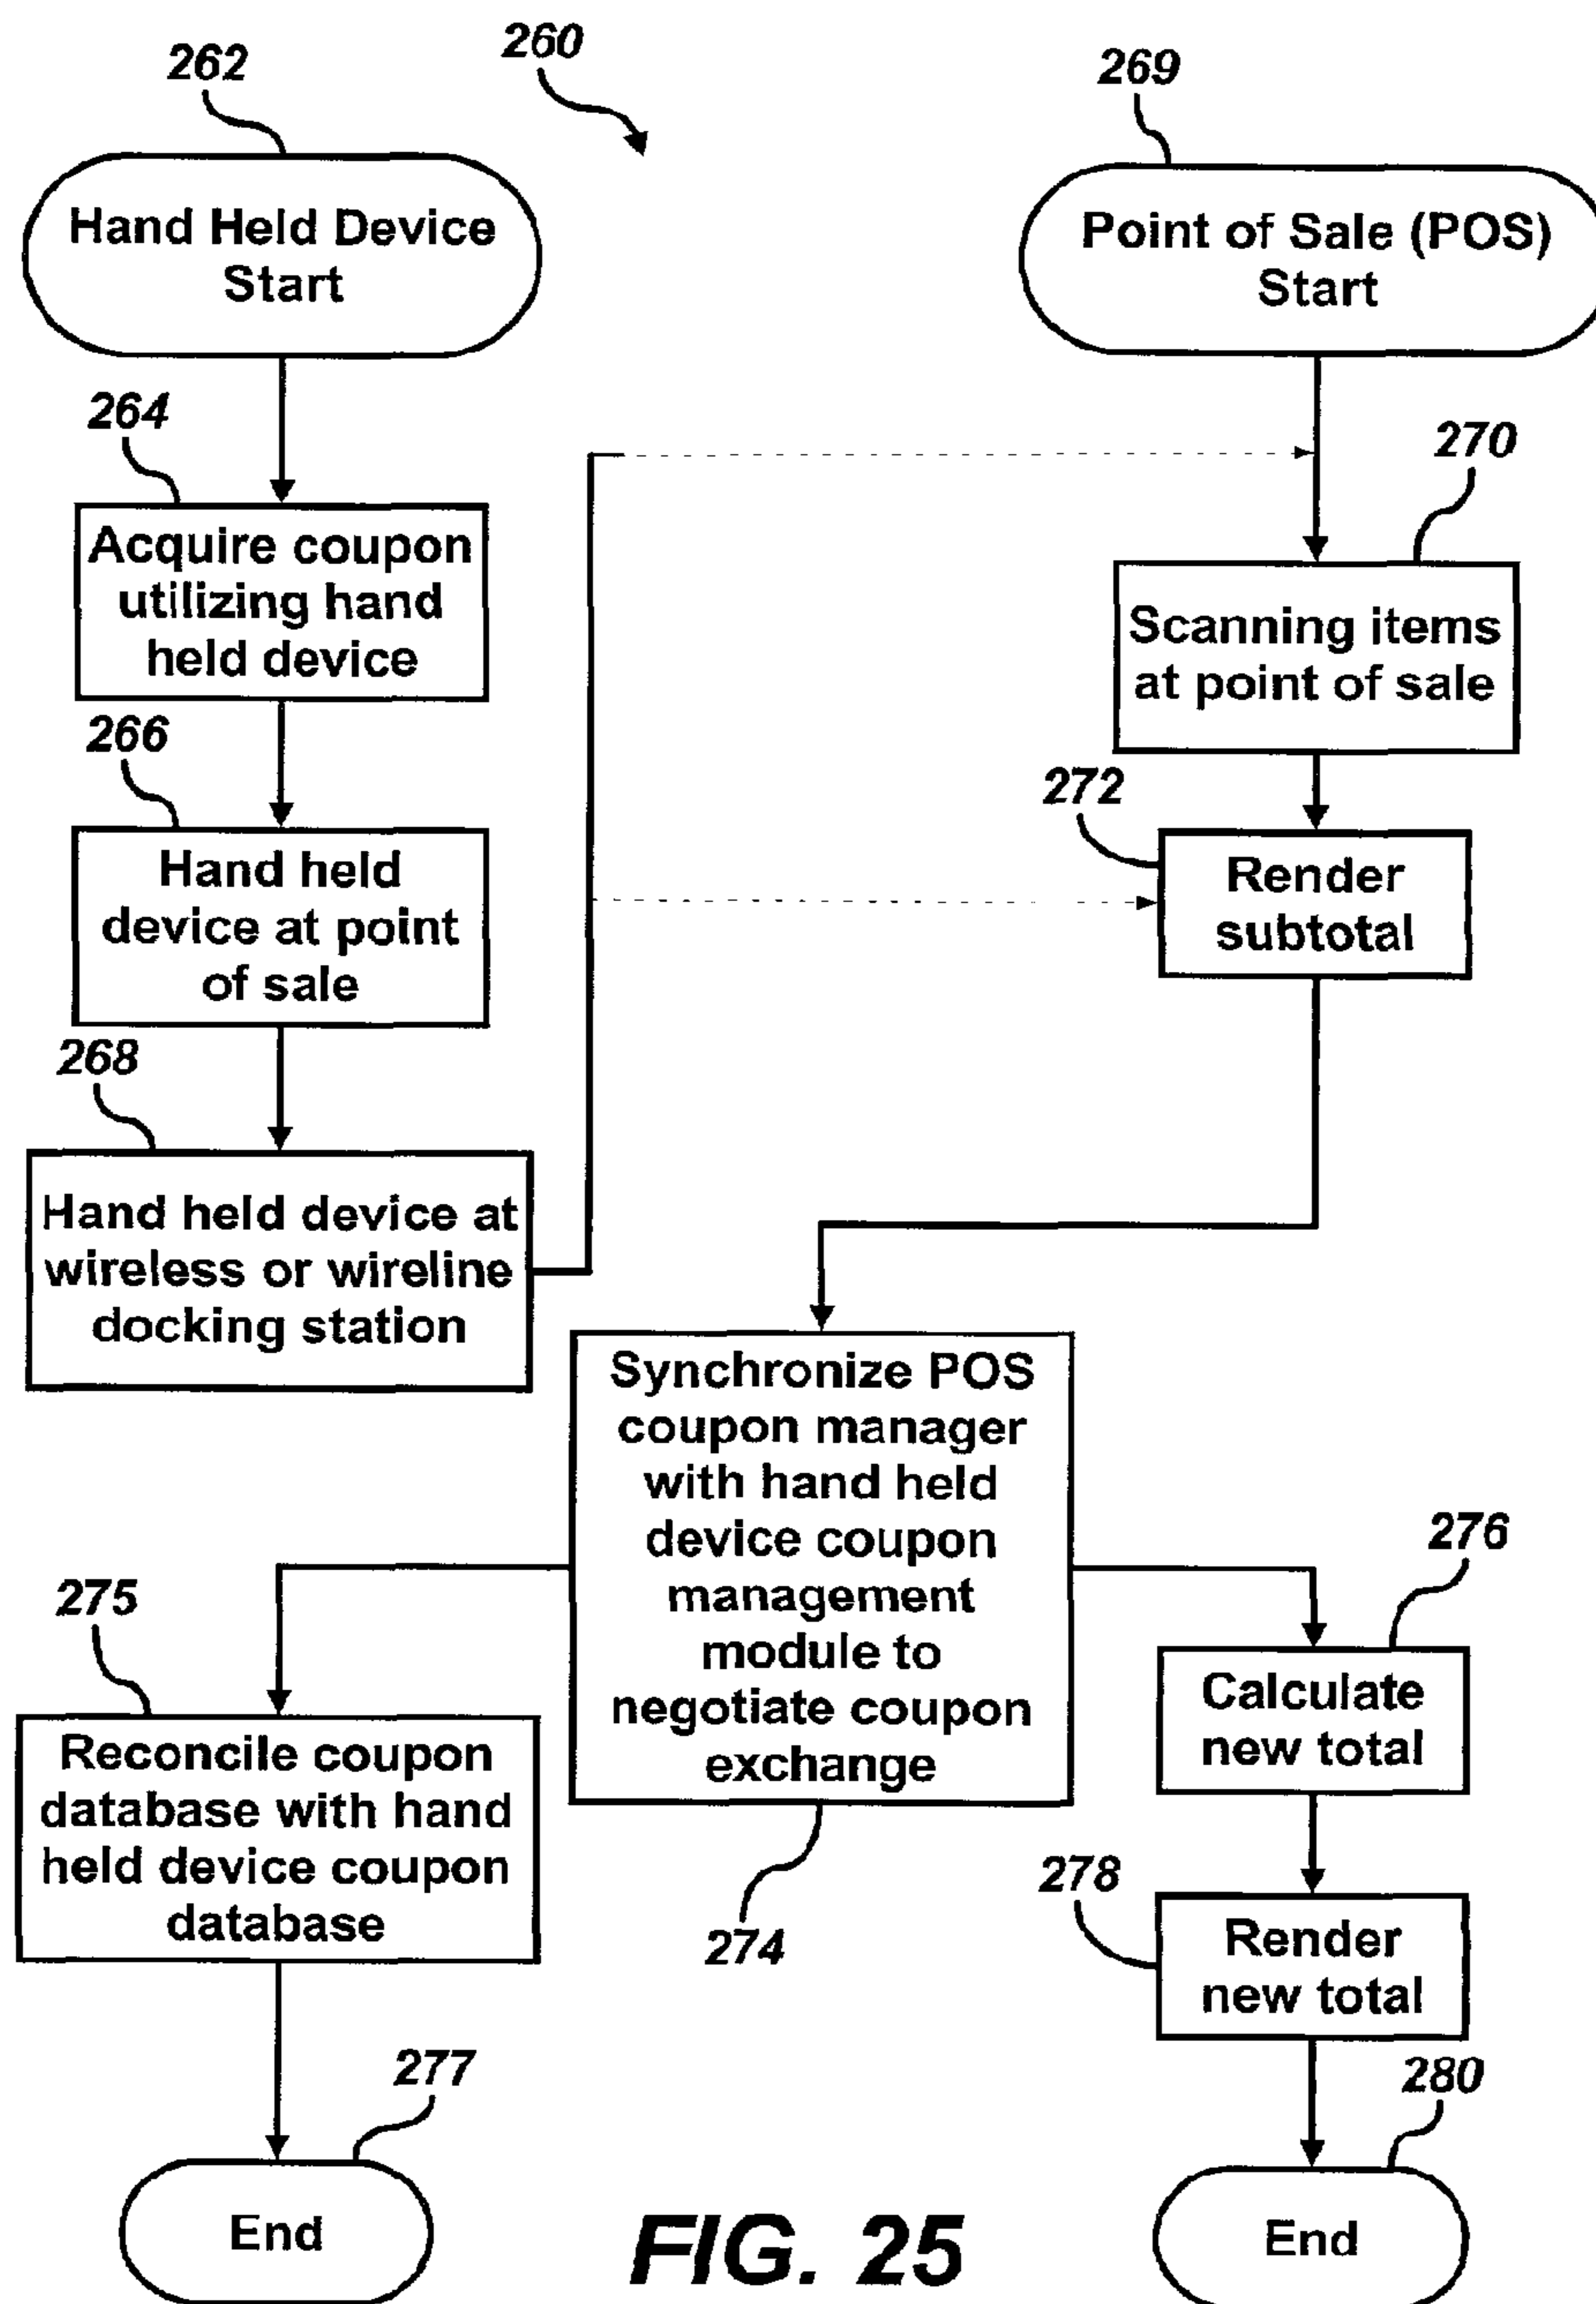 260
262
Hand Held Device
Start
264
Acquire coupon
utilizing hand
held device
266
Hand held
device at point
of sale
268
Hand held device at
wireless or wireline
docking station
269
Point of Sale (POS)
Start
270
Scanning items
at point of sale
272
Render
subtotal
Synchronize POS
coupon manager
with hand held
device coupon
management
module to
negotiate coupon
exchange
274
275
Reconcile coupon
database with hand
held device coupon
database
277
End
276
Calculate
new total
278
Render
new total
280
End
FIG. 25